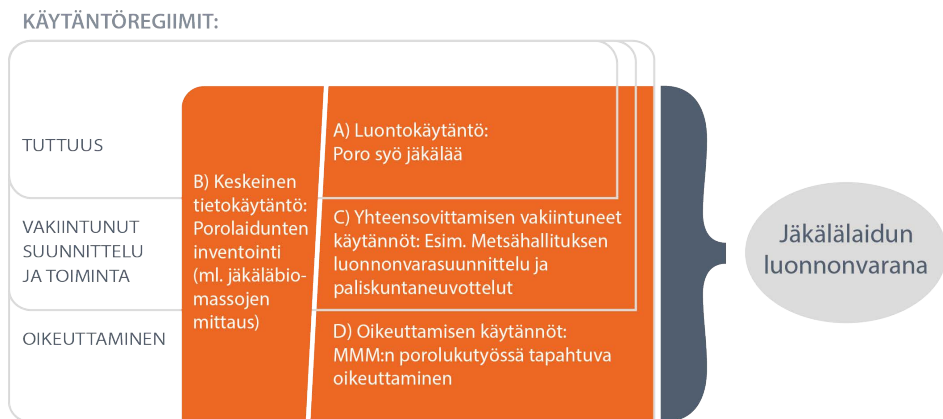 KÄYTÄNTÖREGIIMIT:
TUTTUUS
VAKIINTUNUT
SUUNNITTELU
JA TOIMINTA
OIKEUTTAMINEN
B) Keskeinen
tietokäytäntö:
Porolaidunten
inventointi
(ml. jäkäläbio-
massojen
mittaus)
A) Luontokäytäntö:
Poro syö jäkälää
C) Yhteensovittamisen vakiintuneet
käytännöt: Esim. Metsähallituksen
luonnonvarasuunnittelu ja
paliskuntaneuvottelut
D) Oikeuttamisen käytännöt:
MMM:n porolukutyössä tapahtuva
oikeuttaminen
Jäkälälaidun
luonnonvarana